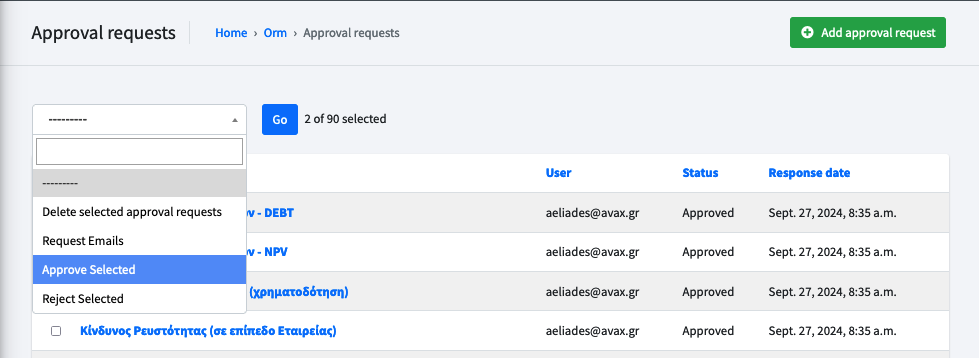 Approval requests
Home › Orm › Approval requests
Add approval request
---------
Go
2 of 90 selected
---------
Delete selected approval requests
Request Emails
Approve Selected
Reject Selected
User Status Response date
- DEBT aeliades@avax.gr Approved Sept. 27, 2024, 8:35 a.m.
- NPV aeliades@avax.gr Approved Sept. 27, 2024, 8:35 a.m.
(χρηματοδότηση) aeliades@avax.gr Approved Sept. 27, 2024, 8:35 a.m.
Κίνδυνος Ρευστότητας (σε επίπεδο Εταιρείας) aeliades@avax.gr Approved Sept. 27, 2024, 8:35 a.m.